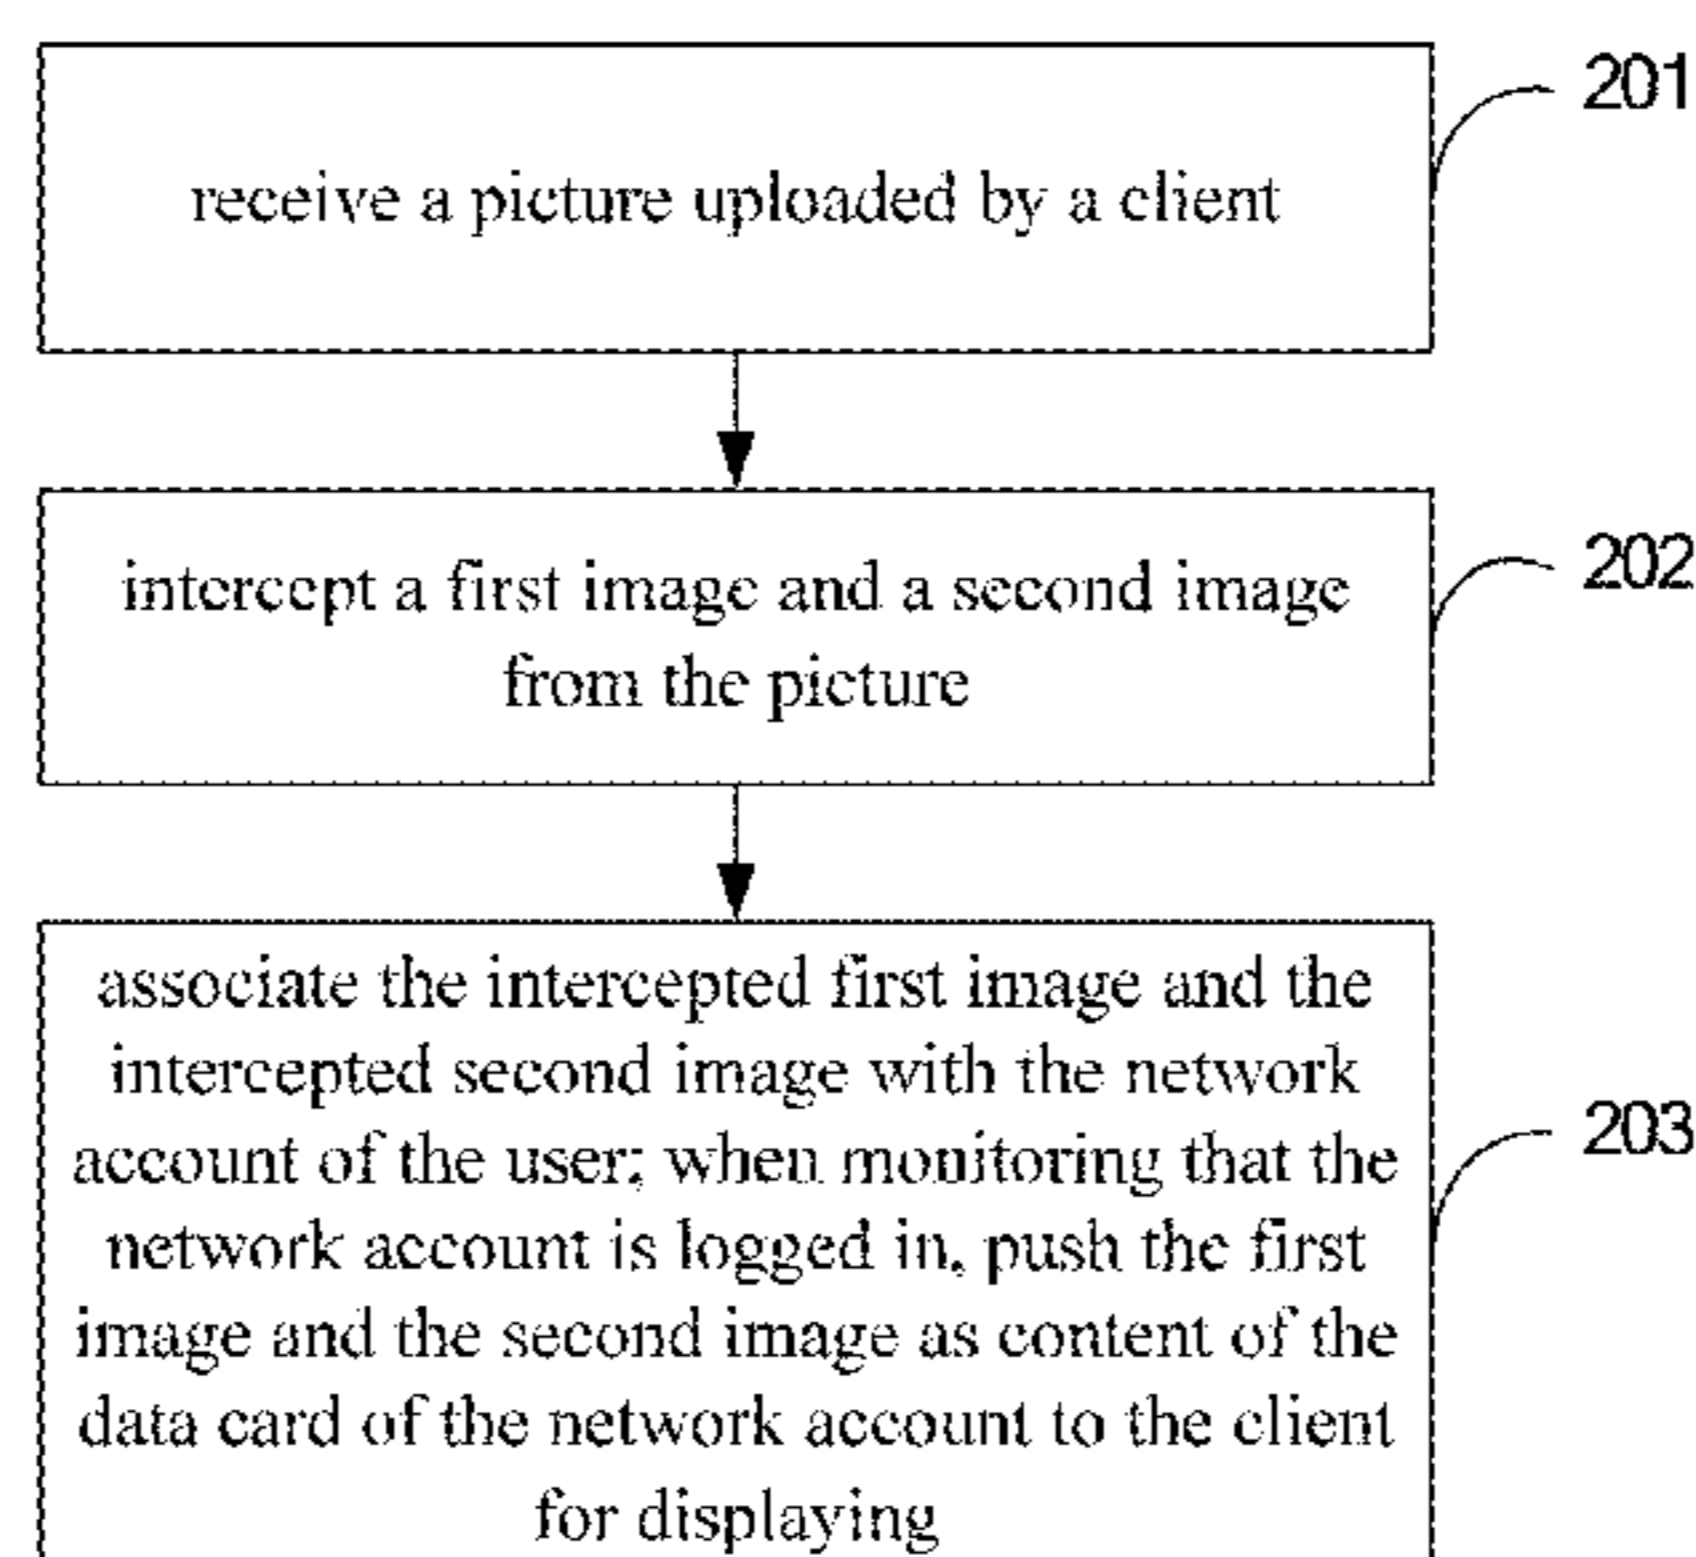 201
receive a picture uploaded by a client
202
intercept a first image and a second image
from the picture
associate the intercepted first image and the
intercepted second image with the network
203
account of the user; when monitoring that the
network account is logged in, push the first
image and the second image as content of the
data card of the network account to the client
for displaying